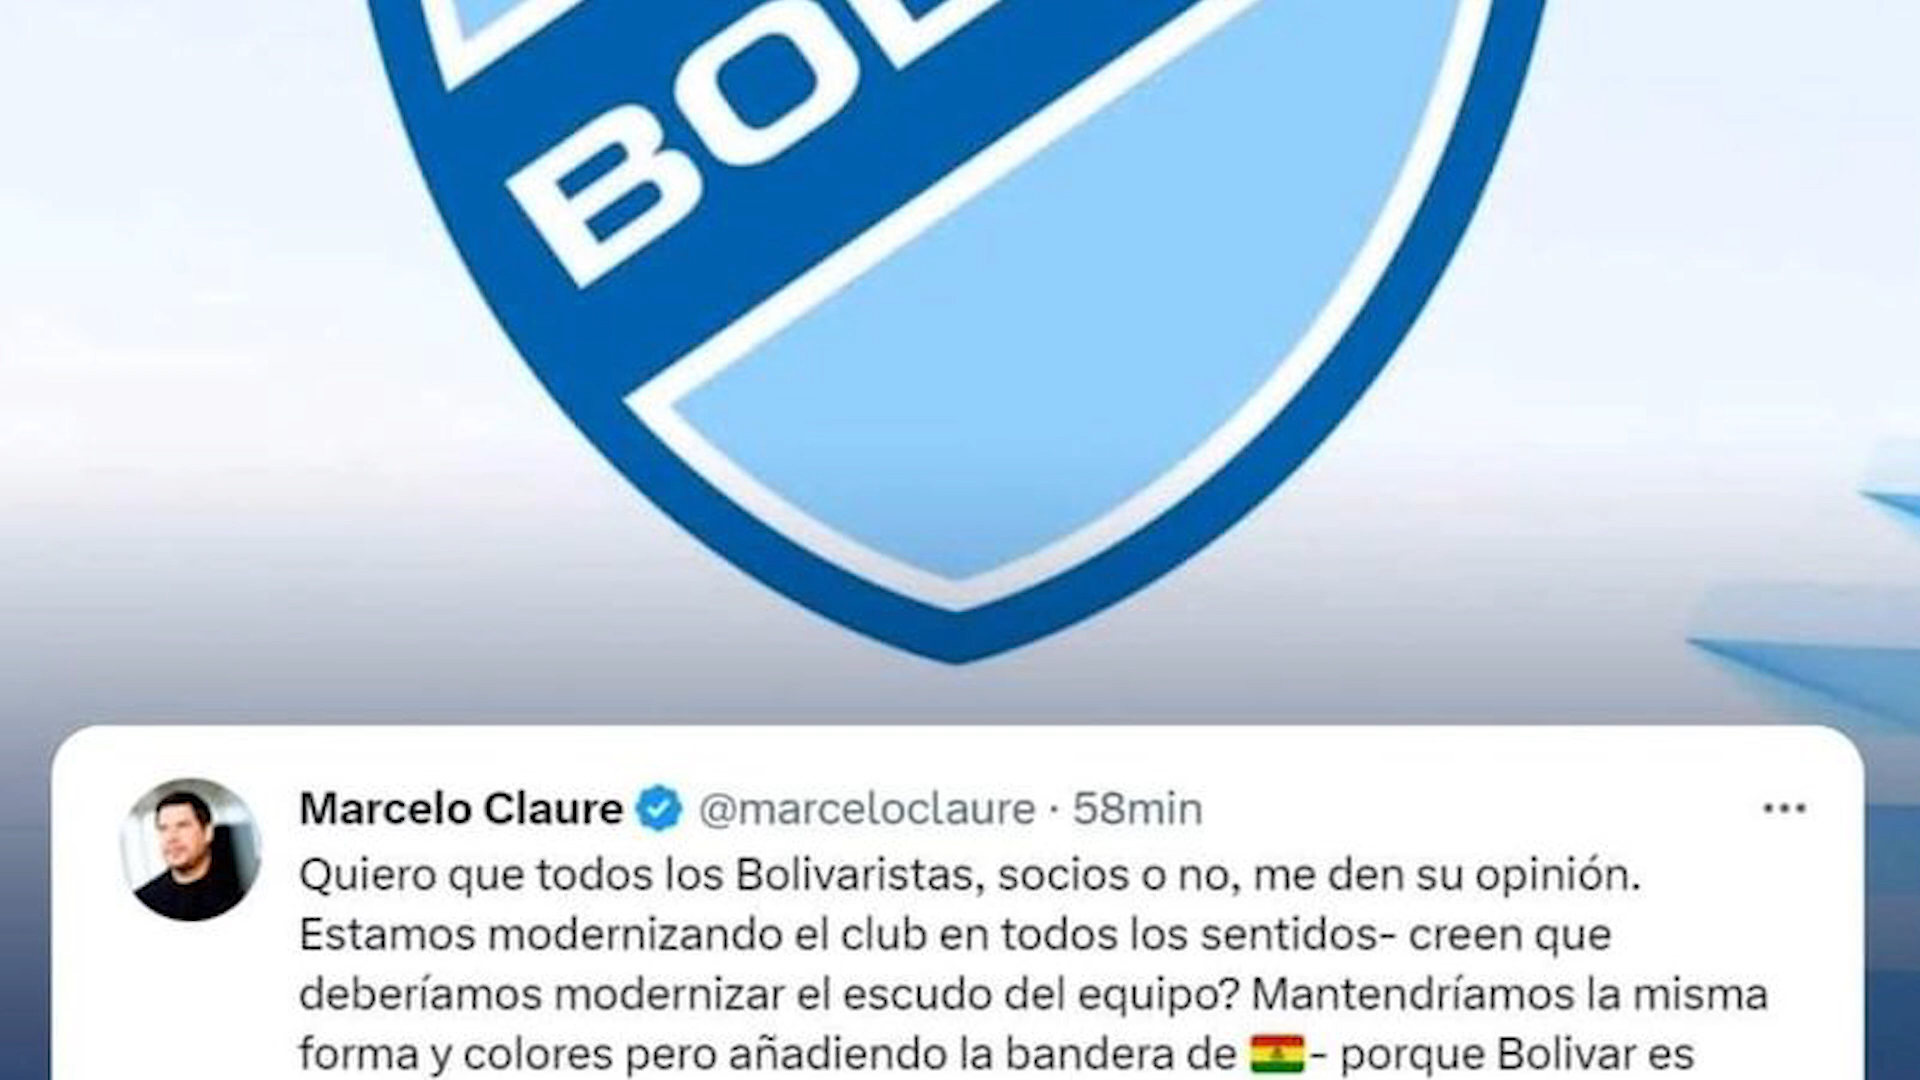 BOL
Marcelo Claure @marceloclaure · 58min
Quiero que todos los Bolivaristas, socios o no, me den su opinión.
Estamos modernizando el club en todos los sentidos- creen que
deberíamos modernizar el escudo del equipo? Mantendríamos la misma
forma y colores pero añadiendo la bandera de 🇧🇴- porque Bolivar es